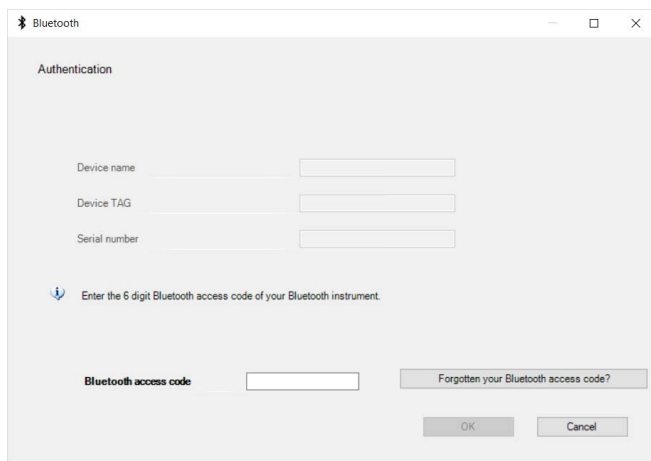 Bluetooth
Authentication
Device name
Device TAG
Serial number
Enter the 6 digit Bluetooth access code of your Bluetooth instrument.
Bluetooth access code
Forgotten your Bluetooth access code?
OK
Cancel